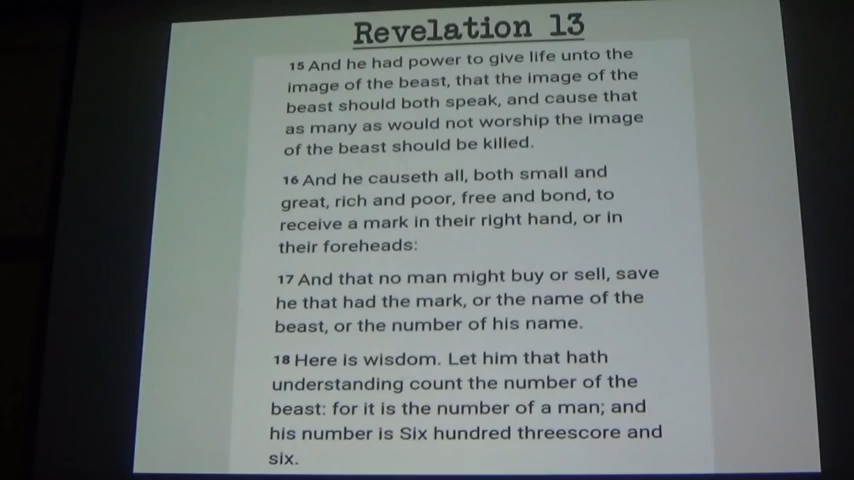 Revelation 13
15 And he had power to give life unto the
image of the beast, that the image of the
beast should both speak, and cause that
as many as would not worship the image
of the beast should be killed.
16 And he causeth all, both small and
great, rich and poor, free and bond, to
receive a mark in their right hand, or in
their foreheads:
17 And that no man might buy or sell, save
he that had the mark, or the name of the
beast, or the number of his name.
18 Here is wisdom. Let him that hath
understanding count the number of the
beast: for it is the number of a man; and
his number is Six hundred threescore and
six.